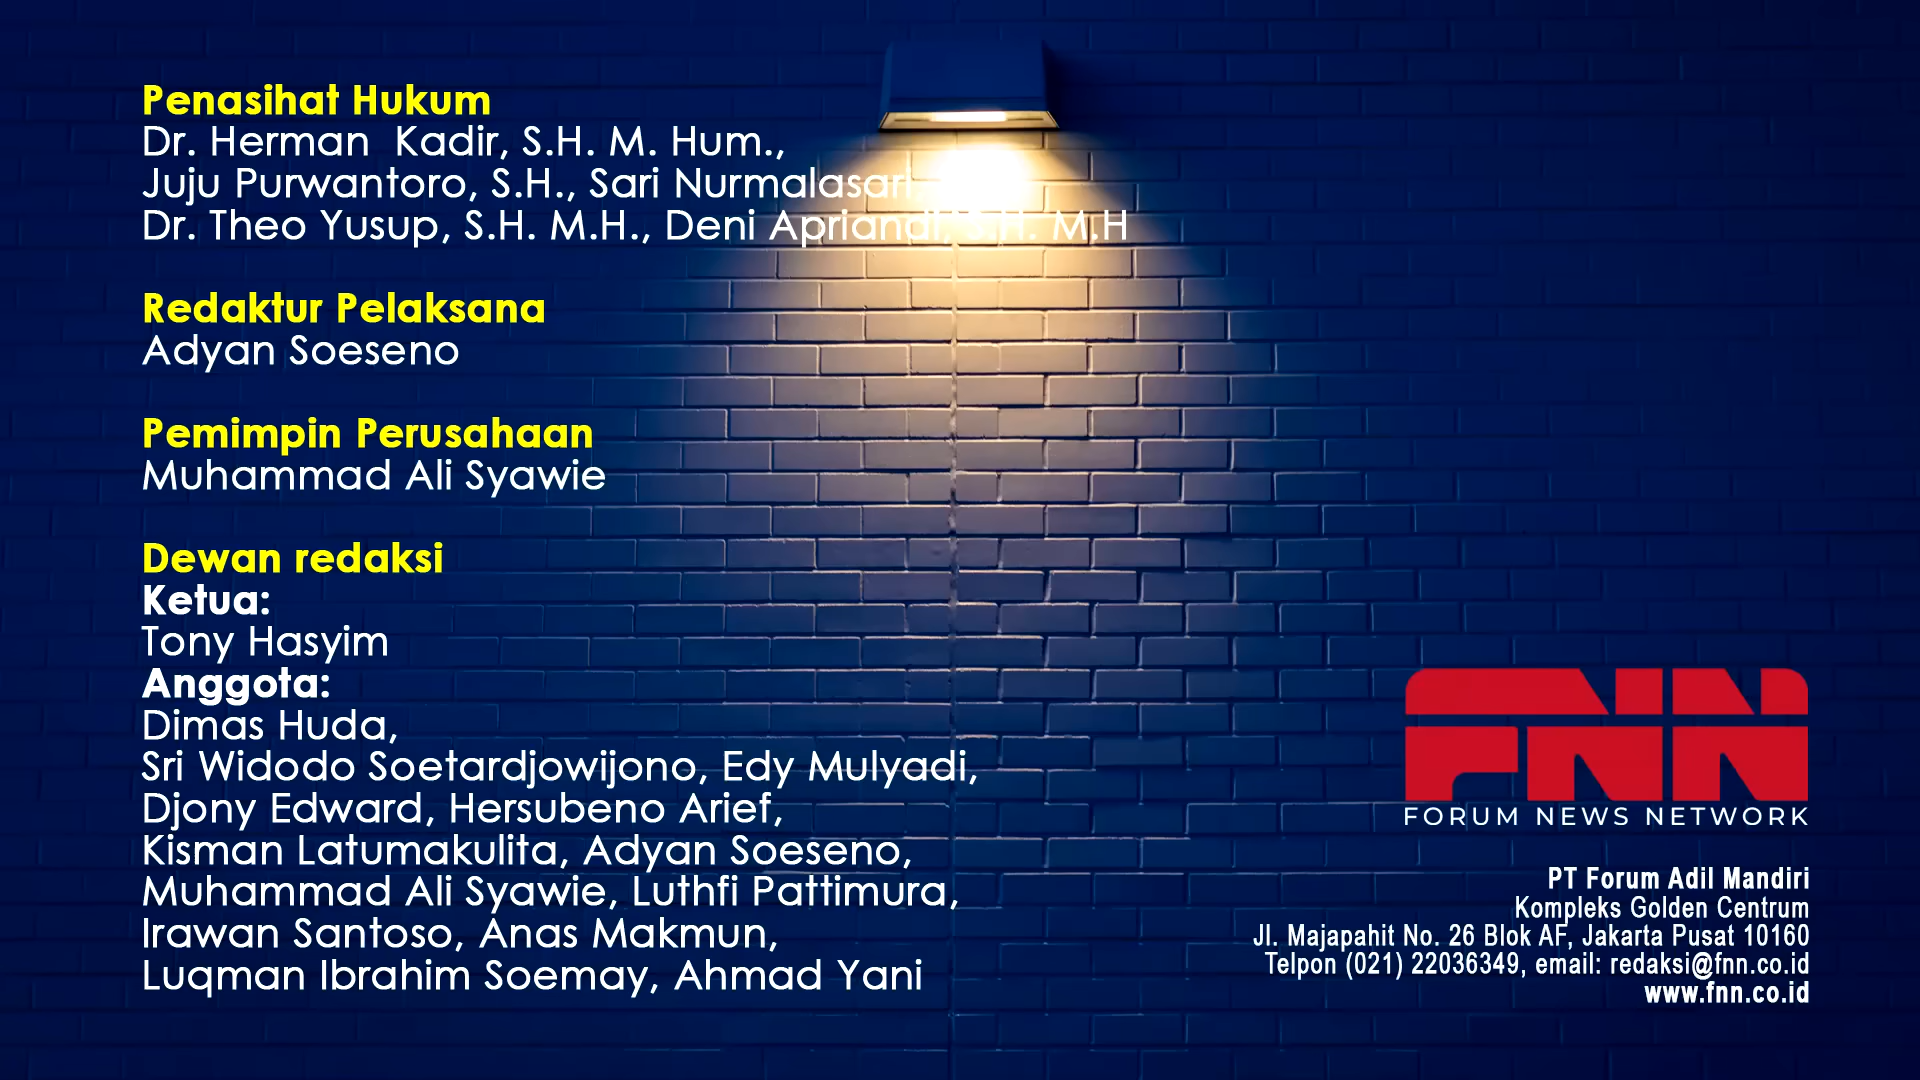 Penasihat Hukum
Dr. Herman Kadir, S.H. M. Hum.,
Juju Purwantoro, S.H., Sari Nurmalasari,
Dr. Theo Yusup, S.H. M.H., Deni Apriandi, S.H. M.H
Redaktur Pelaksana
Adyan Soeseno
Pemimpin Perusahaan
Muhammad Ali Syawie
Dewan redaksi
Ketua:
Tony Hasyim
Anggota:
Dimas Huda,
Sri Widodo Soetardjowijono, Edy Mulyadi,
Djony Edward, Hersubeno Arief,
Kisman Latumakulita, Adyan Soeseno,
Muhammad Ali Syawie, Luthfi Pattimura,
Irawan Santoso, Anas Makmun,
Luqman Ibrahim Soemay, Ahmad Yani
FNN
FORUM NEWS NETWORK
PT Forum Adil Mandiri
Kompleks Golden Centrum
Jl. Majapahit No. 26 Blok AF, Jakarta Pusat 10160
Telpon (021) 22036349, email: redaksi@fnn.co.id
www.fnn.co.id